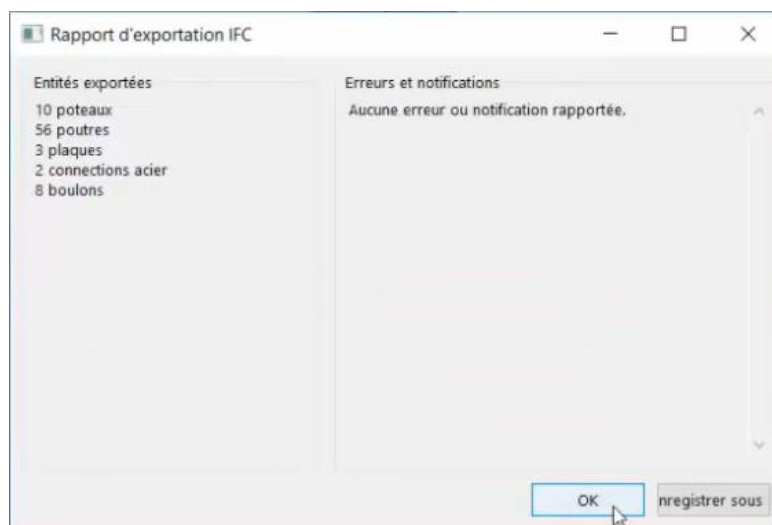 Rapport d'exportation IFC
Entités exportées
10 poteaux
56 poutres
3 plaques
2 connections acier
8 boulons
Erreurs et notifications
Aucune erreur ou notification rapportée.
OK
nregistrer sous